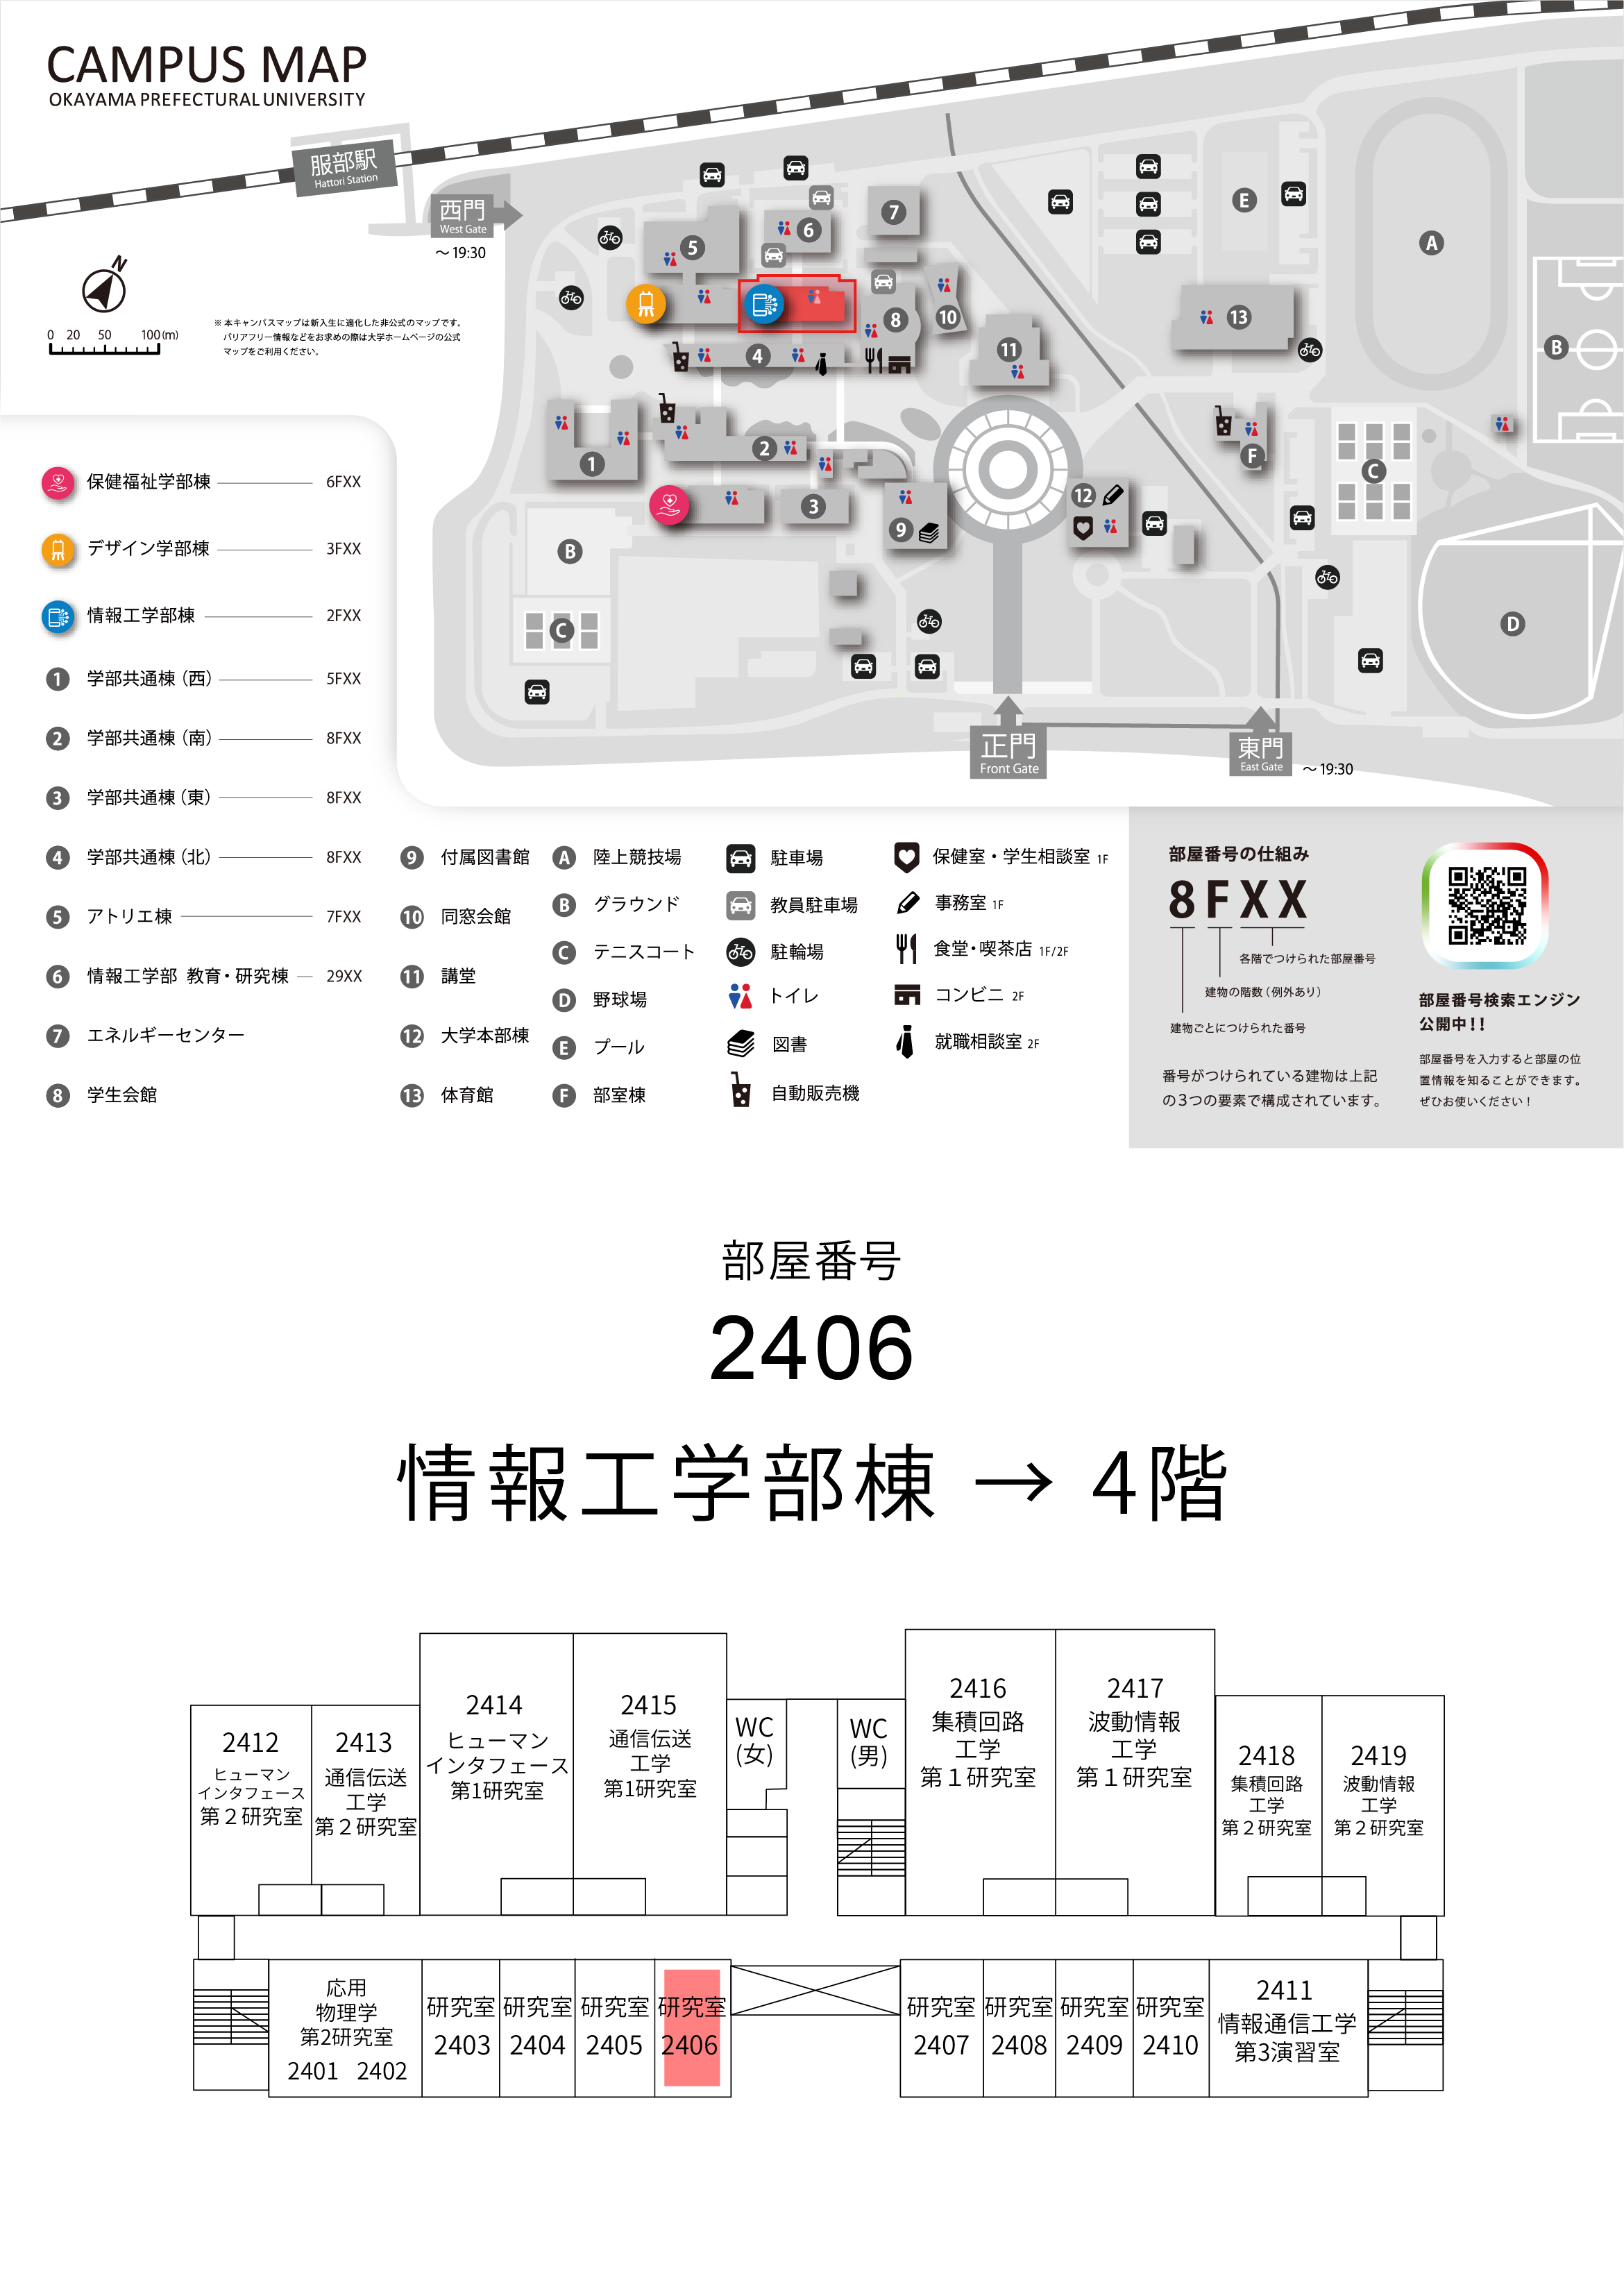 CAMPUS MAP
OKAYAMA PREFECTURAL UNIVERSITY
服部駅
Hattori Station
西門
West Gate
～19:30
N
0 20 50 100(m)
※ 本キャンパスマップは新入生に適化した非公式のマップです。
バリアフリー情報などをお求めの際は大学ホームページの公式
マップをご利用ください。
5
6
7
E
A
8
10
13
4
11
B
1
2
F
C
3
9
12
B
C
D
正門
Front Gate
東門
East Gate
～19:30
保健福祉学部棟 6FXX
デザイン学部棟 3FXX
情報工学部棟 2FXX
1 学部共通棟（西） 5FXX
2 学部共通棟（南） 8FXX
3 学部共通棟（東） 8FXX
4 学部共通棟（北） 8FXX
5 アトリエ棟 7FXX
6 情報工学部 教育・研究棟 29XX
7 エネルギーセンター
8 学生会館
9 付属図書館
10 同窓会館
11 講堂
12 大学本部棟
13 体育館
A 陸上競技場
B グラウンド
C テニスコート
D 野球場
E プール
F 部室棟
駐車場
教員駐車場
駐輪場
トイレ
図書
自動販売機
保健室・学生相談室 1F
事務室 1F
食堂・喫茶店 1F/2F
コンビニ 2F
就職相談室 2F
部屋番号の仕組み
8FXX
各階でつけられた部屋番号
建物の階数（例外あり）
建物ごとにつけられた番号
番号がつけられている建物は上記
の３つの要素で構成されています。
部屋番号検索エンジン
公開中！！
部屋番号を入力すると部屋の位
置情報を知ることができます。
ぜひお使いください！
部屋番号
2406
情報工学部棟 → 4階
2412
ヒューマン
インタフェース
第２研究室
2413
通信伝送
工学
第２研究室
2414
ヒューマン
インタフェース
第1研究室
2415
通信伝送
工学
第1研究室
WC
(女)
WC
(男)
2416
集積回路
工学
第１研究室
2417
波動情報
工学
第１研究室
2418
集積回路
工学
第２研究室
2419
波動情報
工学
第２研究室
応用
物理学
第2研究室
2401 2402
研究室
2403
研究室
2404
研究室
2405
研究室
2406
研究室
2407
研究室
2408
研究室
2409
研究室
2410
2411
情報通信工学
第3演習室